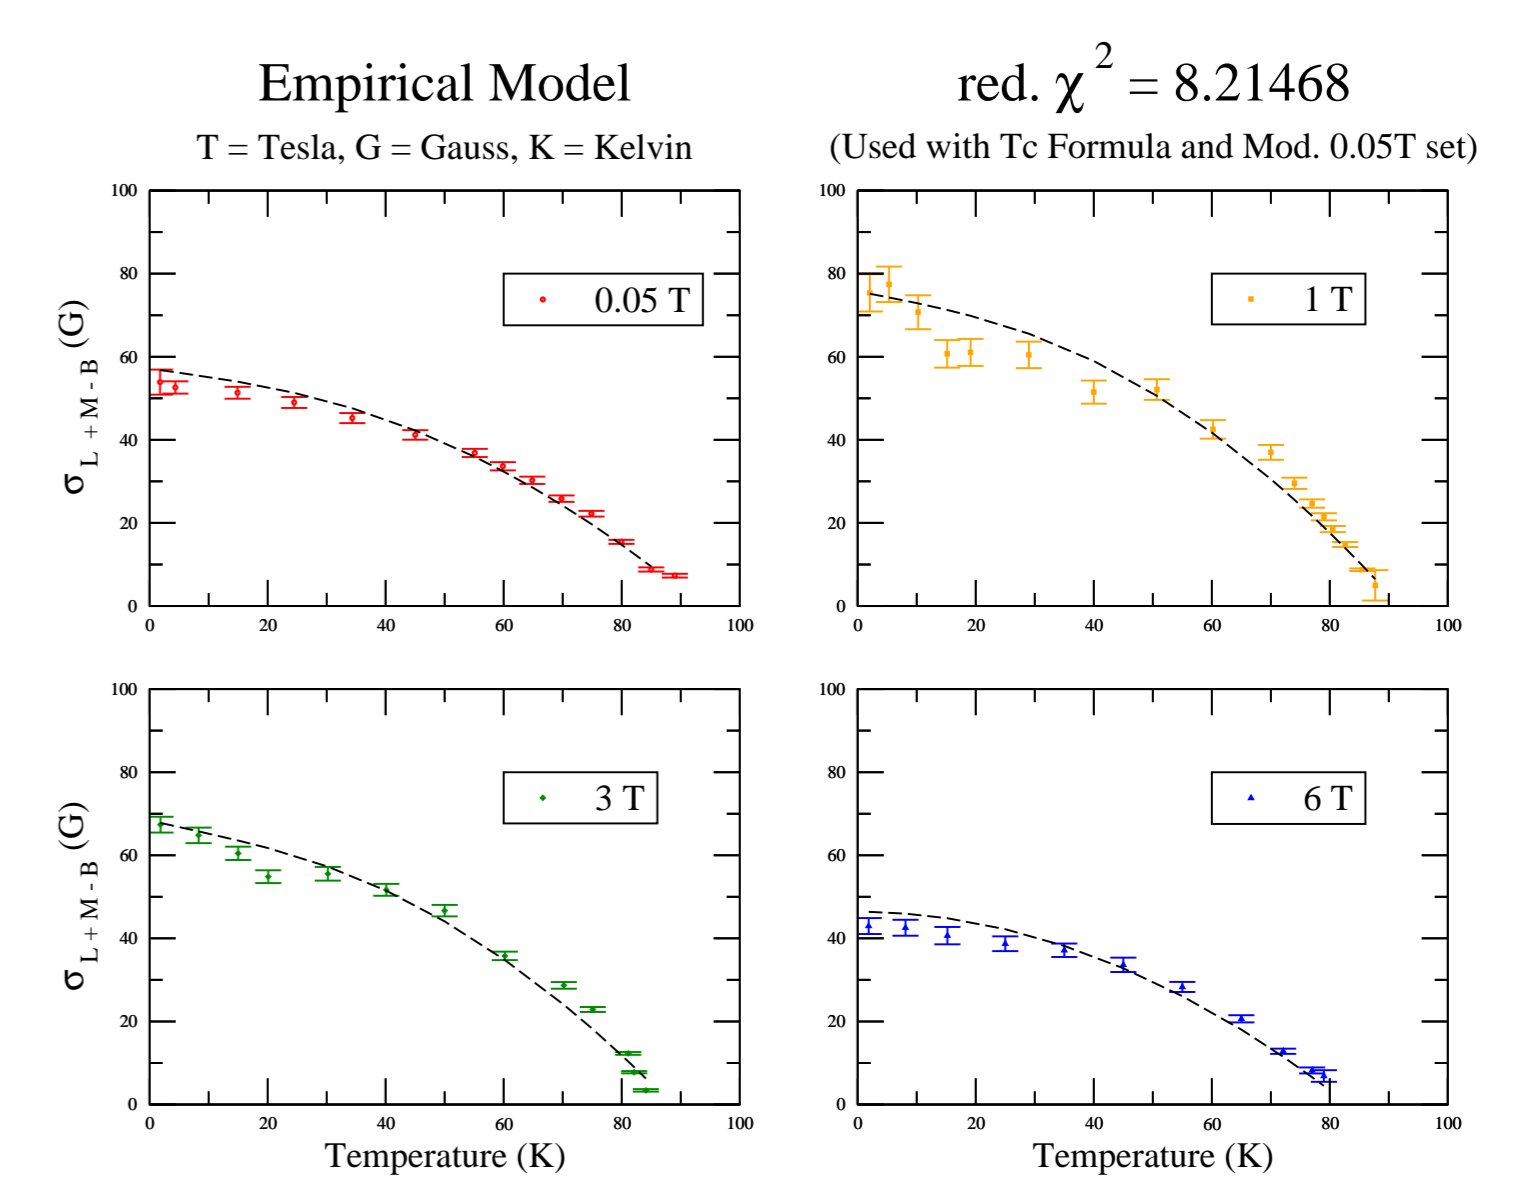 Empirical Model
red. χ2 = 8.21468
T = Tesla, G = Gauss, K = Kelvin
(Used with Tc Formula and Mod. 0.05T set)
σL + M - B (G)
100
80
60
40
20
0
0 20 40 60 80 100
0.05 T
100
80
60
40
20
0
0 20 40 60 80 100
1 T
σL + M - B (G)
100
80
60
40
20
0
0 20 40 60 80 100
3 T
Temperature (K)
100
80
60
40
20
0
0 20 40 60 80 100
6 T
Temperature (K)